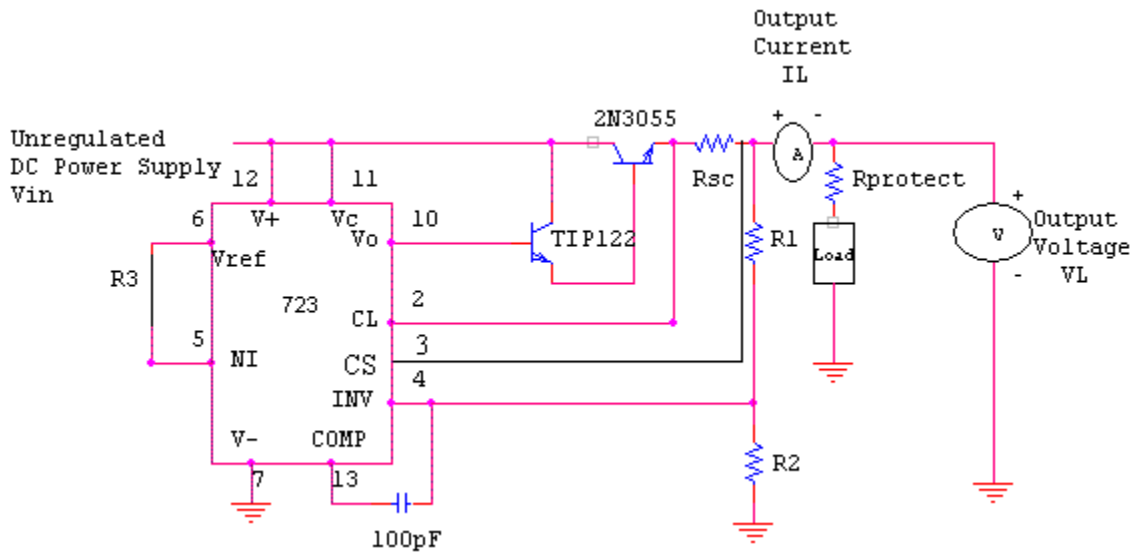 Output
Current
IL
2N3055
+ -
A
Unregulated
DC Power Supply
Vin
12
11
Rsc
Rprotect
6
V+
Vc
10
Vo
TIP122
R1
Load
+
V
-
Output
Voltage
VL
Vref
R3
723
2
CL
5
NI
3
CS
4
INV
V-
COMP
R2
7
13
100pF